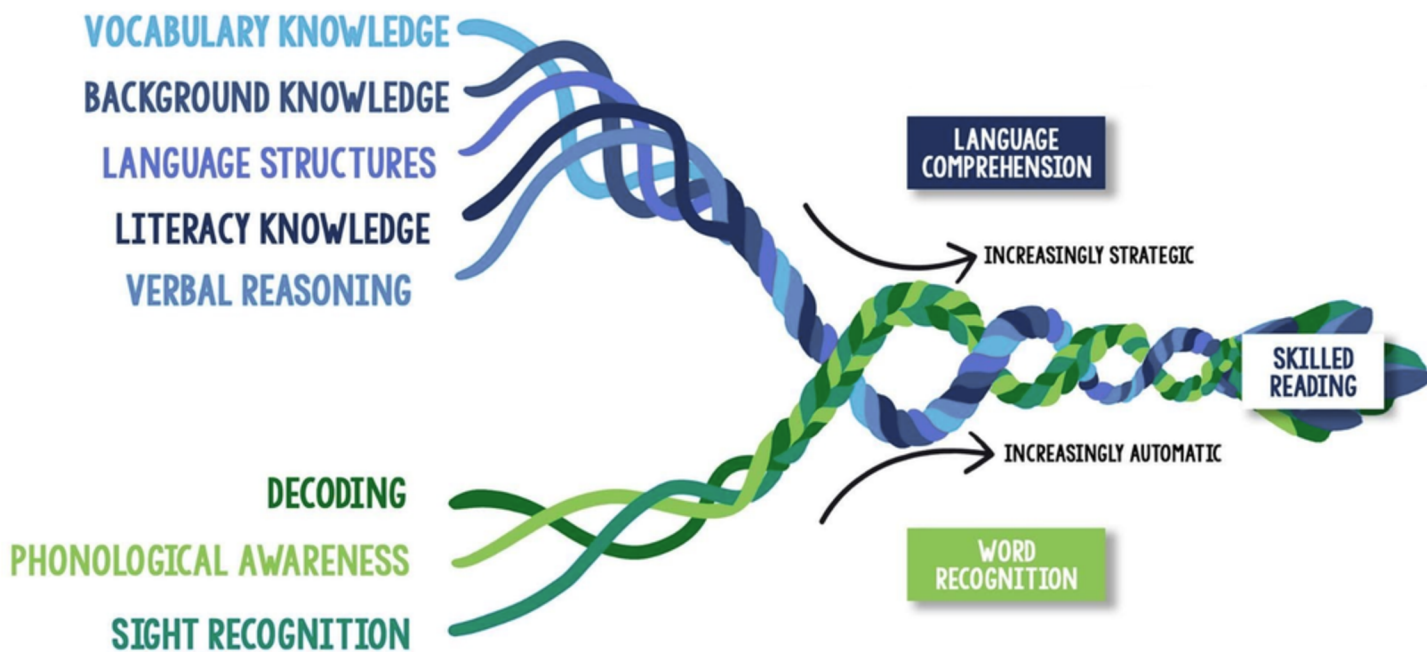 VOCABULARY KNOWLEDGE
BACKGROUND KNOWLEDGE
LANGUAGE STRUCTURES
LITERACY KNOWLEDGE
VERBAL REASONING
LANGUAGE
COMPREHENSION
INCREASINGLY STRATEGIC
SKILLED
READING
INCREASINGLY AUTOMATIC
DECODING
PHONOLOGICAL AWARENESS
SIGHT RECOGNITION
WORD
RECOGNITION